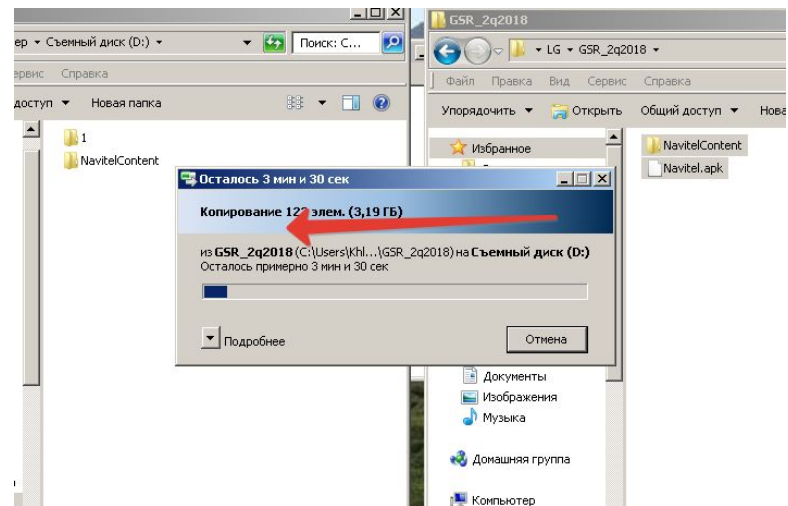 GSR_2q2018
ер ▾ Съемный диск (D:) ▾
Поиск: С...
▾ LG ▾ GSR_2q2018 ▾
ервис Справка
Файл Правка Вид Сервис Справка
доступ ▾ Новая папка
Упорядочить ▾ Открыть Общий доступ ▾ Нова
1
NavitelContent
Избранное
NavitelContent
Navitel.apk
Осталось 3 мин и 30 сек
Копирование 122 элем. (3,19 ГБ)
из GSR_2q2018 (C:\Users\Khl...\GSR_2q2018) на Съемный диск (D:)
Осталось примерно 3 мин и 30 сек
Подробнее
Отмена
Документы
Изображения
Музыка
Домашняя группа
Компьютер